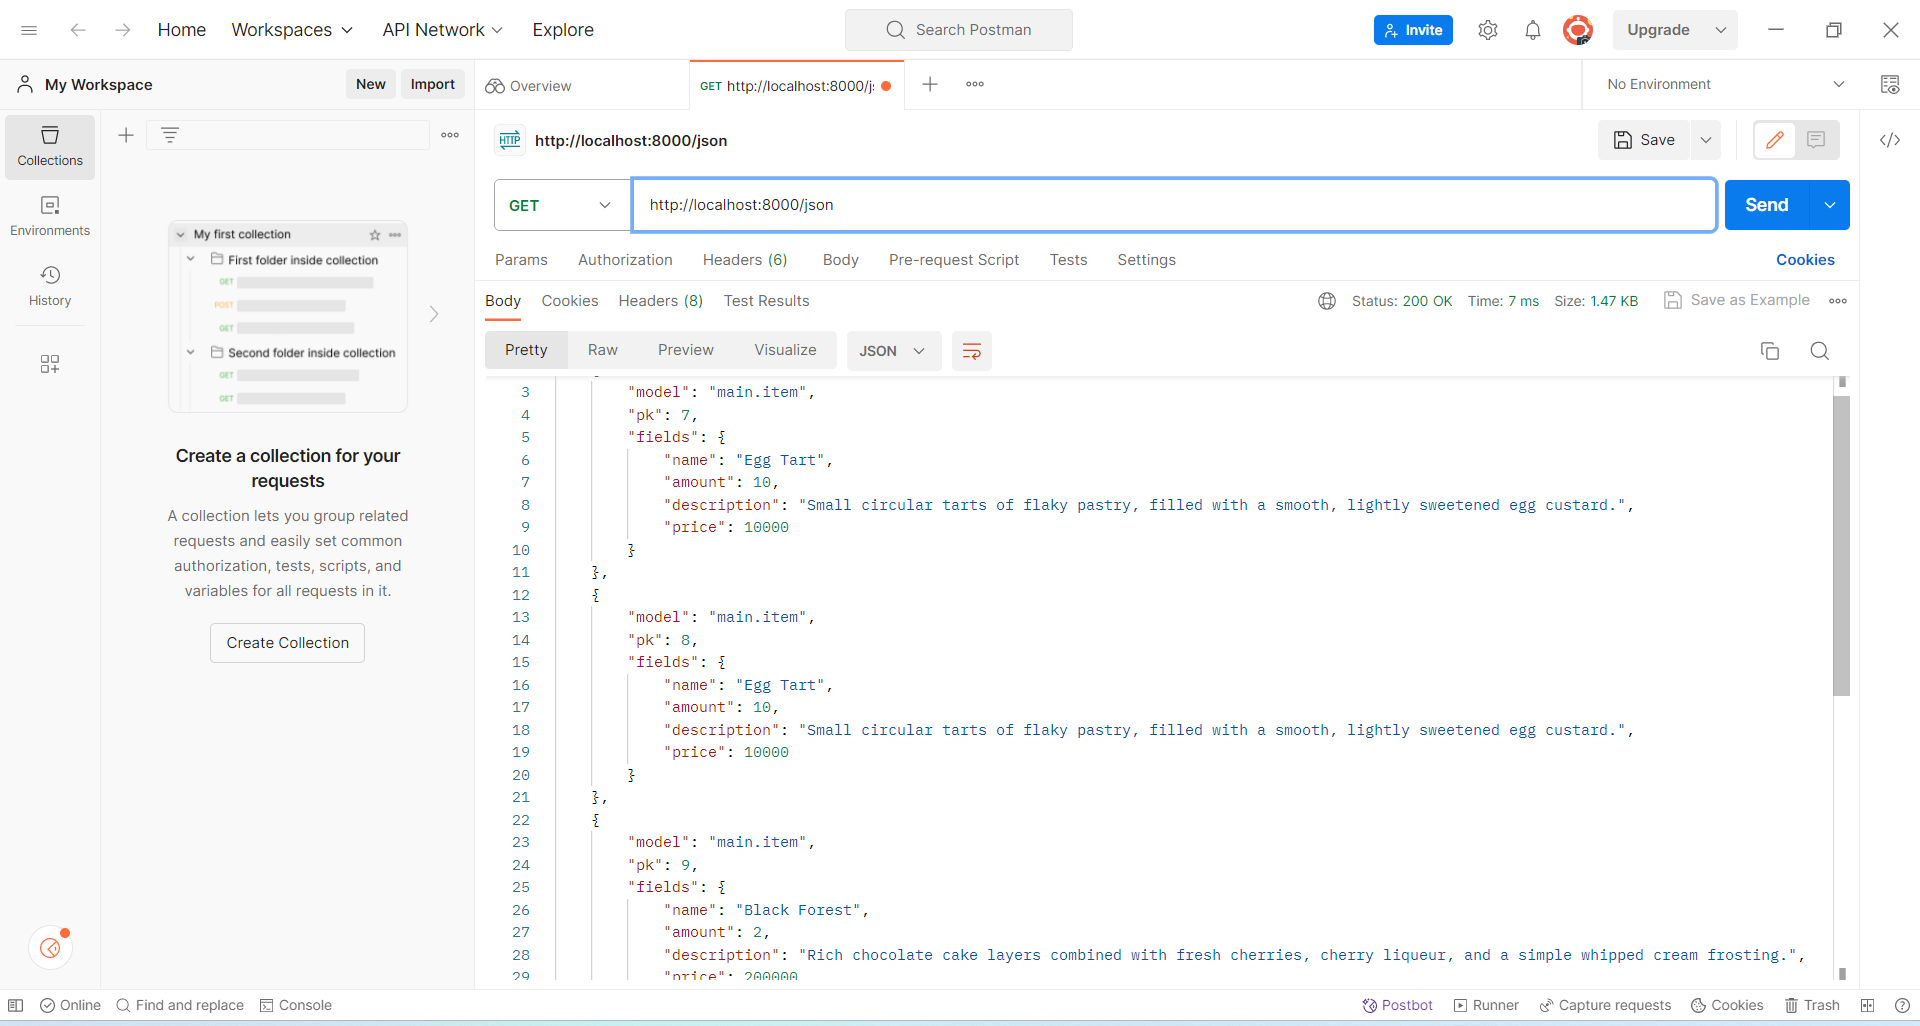 Home Workspaces API Network Explore Search Postman Invite Upgrade
My Workspace New Import Overview GET http://localhost:8000/j No Environment
Collections
Environments
History
My first collection
First folder inside collection
GET
POST
GET
Second folder inside collection
GET
GET
Create a collection for your
requests
A collection lets you group related
requests and easily set common
authorization, tests, scripts, and
variables for all requests in it.
Create Collection
HTTP http://localhost:8000/json Save
GET http://localhost:8000/json Send
Params Authorization Headers (6) Body Pre-request Script Tests Settings Cookies
Body Cookies Headers (8) Test Results Status: 200 OK Time: 7 ms Size: 1.47 KB Save as Example
Pretty Raw Preview Visualize JSON
3 "model": "main.item",
4 "pk": 7,
5 "fields": {
6 "name": "Egg Tart",
7 "amount": 10,
8 "description": "Small circular tarts of flaky pastry, filled with a smooth, lightly sweetened egg custard.",
9 "price": 10000
10 }
11 },
12 {
13 "model": "main.item",
14 "pk": 8,
15 "fields": {
16 "name": "Egg Tart",
17 "amount": 10,
18 "description": "Small circular tarts of flaky pastry, filled with a smooth, lightly sweetened egg custard.",
19 "price": 10000
20 }
21 },
22 {
23 "model": "main.item",
24 "pk": 9,
25 "fields": {
26 "name": "Black Forest",
27 "amount": 2,
28 "description": "Rich chocolate cake layers combined with fresh cherries, cherry liqueur, and a simple whipped cream frosting.",
29 "price": 200000
Online Find and replace Console Postbot Runner Capture requests Cookies Trash